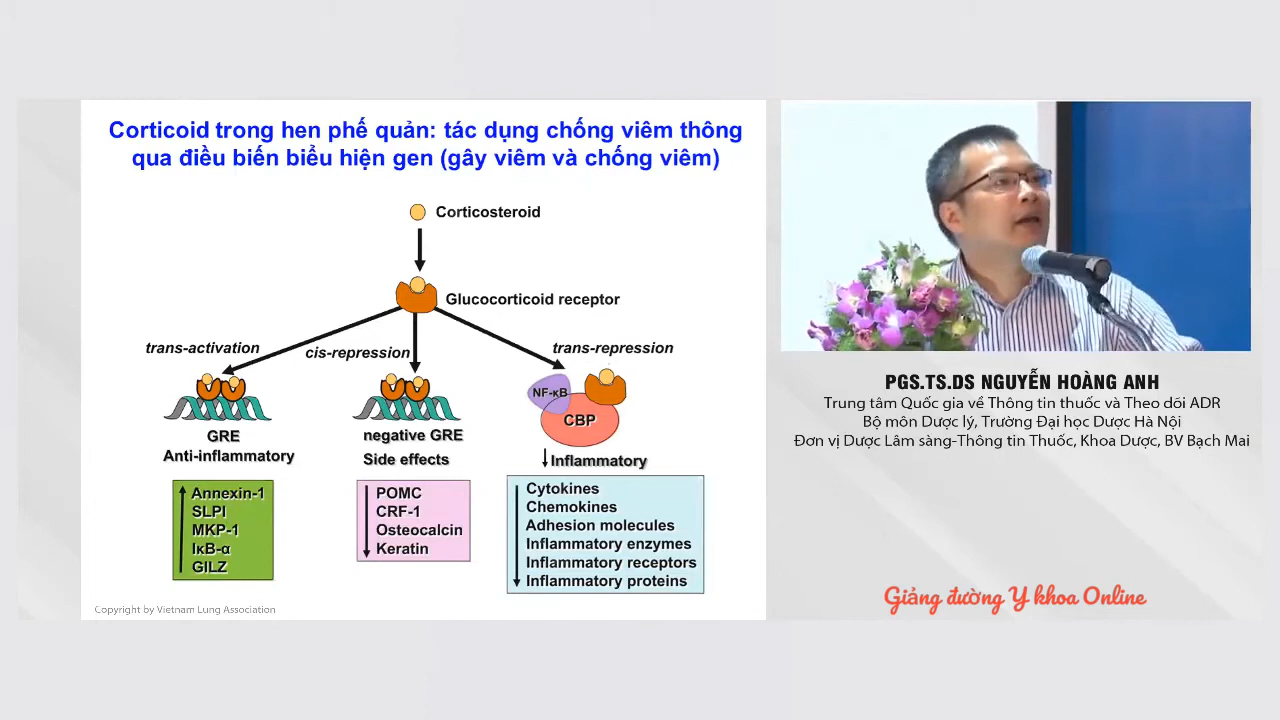 Corticoid trong hen phế quản: tác dụng chống viêm thông
qua điều biến biểu hiện gen (gây viêm và chống viêm)
Corticosteroid
Glucocorticoid receptor
trans-activation
cis-repression
trans-repression
GRE
Anti-inflammatory
Annexin-1
SLPI
MKP-1
IκB-α
GILZ
negative GRE
Side effects
POMC
CRF-1
Osteocalcin
Keratin
NF-κB
CBP
↓Inflammatory
Cytokines
Chemokines
Adhesion molecules
Inflammatory enzymes
Inflammatory receptors
Inflammatory proteins
Copyright by Vietnam Lung Association
PGS.TS.DS NGUYỄN HOÀNG ANH
Trung tâm Quốc gia về Thông tin thuốc và Theo dõi ADR
Bộ môn Dược lý, Trường Đại học Dược Hà Nội
Đơn vị Dược Lâm sàng-Thông tin Thuốc, Khoa Dược, BV Bạch Mai
Giảng đường Y khoa Online